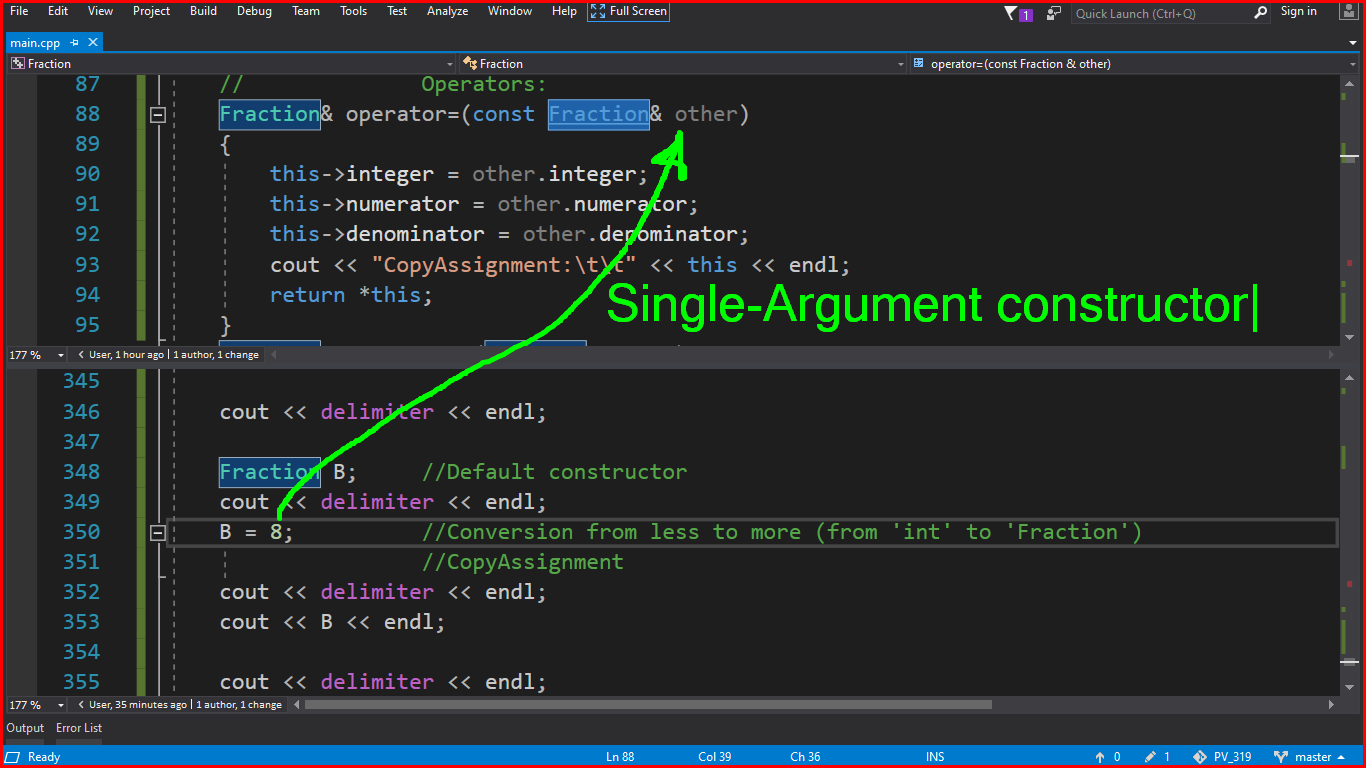 File Edit View Project Build Debug Team Tools Test Analyze Window Help Full Screen 1 Quick Launch (Ctrl+Q) Sign in
main.cpp
Fraction Fraction operator=(const Fraction & other)
87 // Operators:
88 Fraction& operator=(const Fraction& other)
89 {
90 this->integer = other.integer;
91 this->numerator = other.numerator;
92 this->denominator = other.denominator;
93 cout << "CopyAssignment:\t\t" << this << endl;
94 return *this;
Single-Argument constructor
95 }
177 % User, 1 hour ago | 1 author, 1 change
345
346 cout << delimiter << endl;
347
348 Fraction B; //Default constructor
349 cout << delimiter << endl;
350 B = 8; //Conversion from less to more (from 'int' to 'Fraction')
351 //CopyAssignment
352 cout << delimiter << endl;
353 cout << B << endl;
354
355 cout << delimiter << endl;
177 % User, 35 minutes ago | 1 author, 1 change
Output Error List
Ready Ln 88 Col 39 Ch 36 INS 0 1 PV_319 master